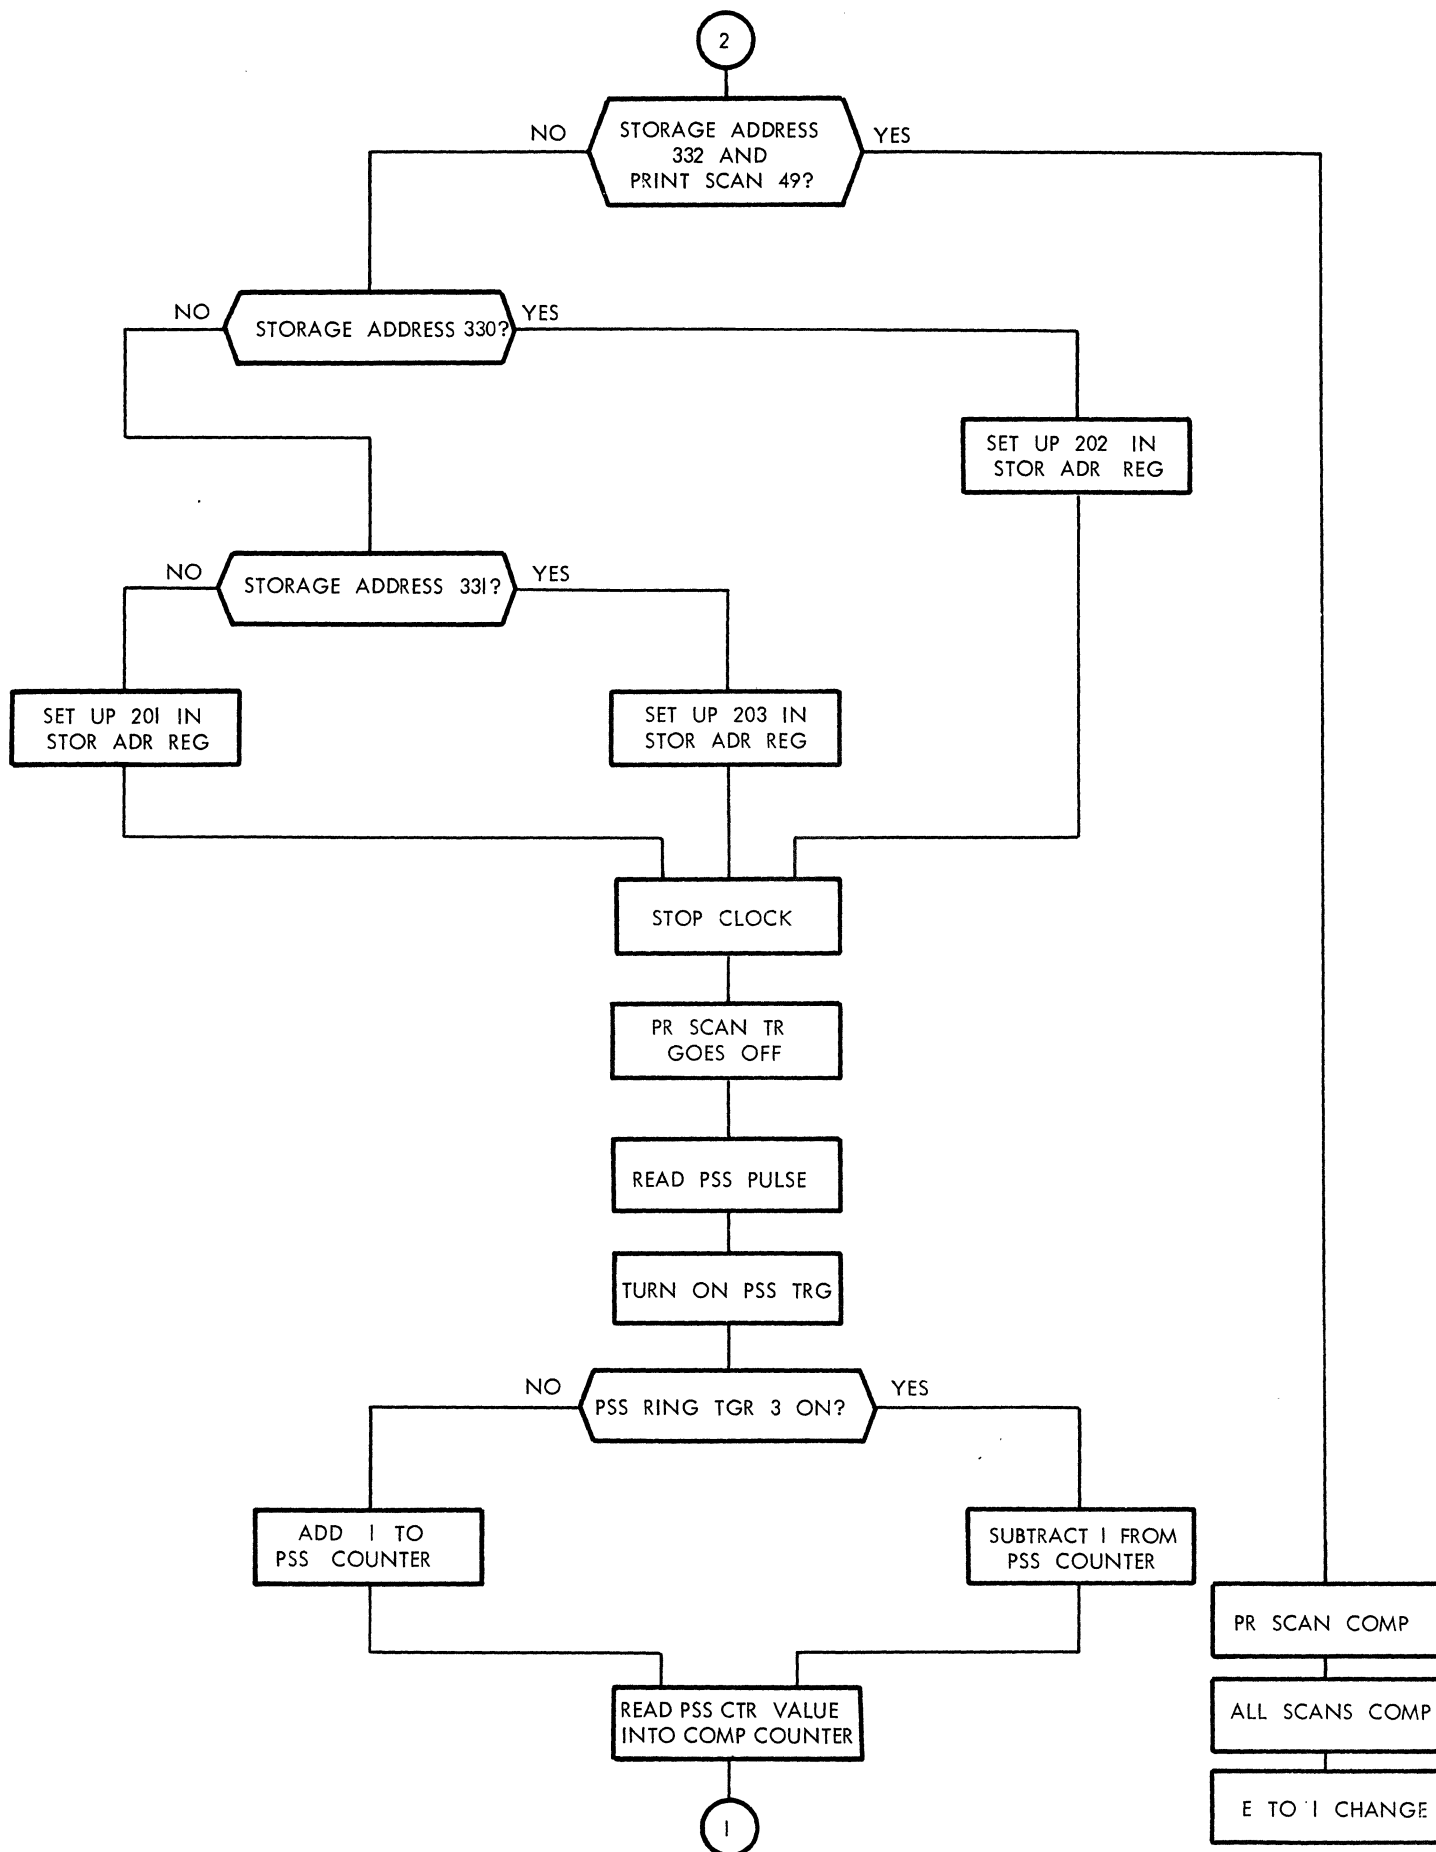 2
NO
STORAGE ADDRESS
332 AND
PRINT SCAN 49?
YES
NO
STORAGE ADDRESS 330?
YES
SET UP 202 IN
STOR ADR REG
NO
STORAGE ADDRESS 331?
YES
SET UP 201 IN
STOR ADR REG
SET UP 203 IN
STOR ADR REG
STOP CLOCK
PR SCAN TR
GOES OFF
READ PSS PULSE
TURN ON PSS TRG
NO
PSS RING TGR 3 ON?
YES
ADD 1 TO
PSS COUNTER
SUBTRACT 1 FROM
PSS COUNTER
PR SCAN COMP
READ PSS CTR VALUE
INTO COMP COUNTER
ALL SCANS COMP
E TO I CHANGE
1